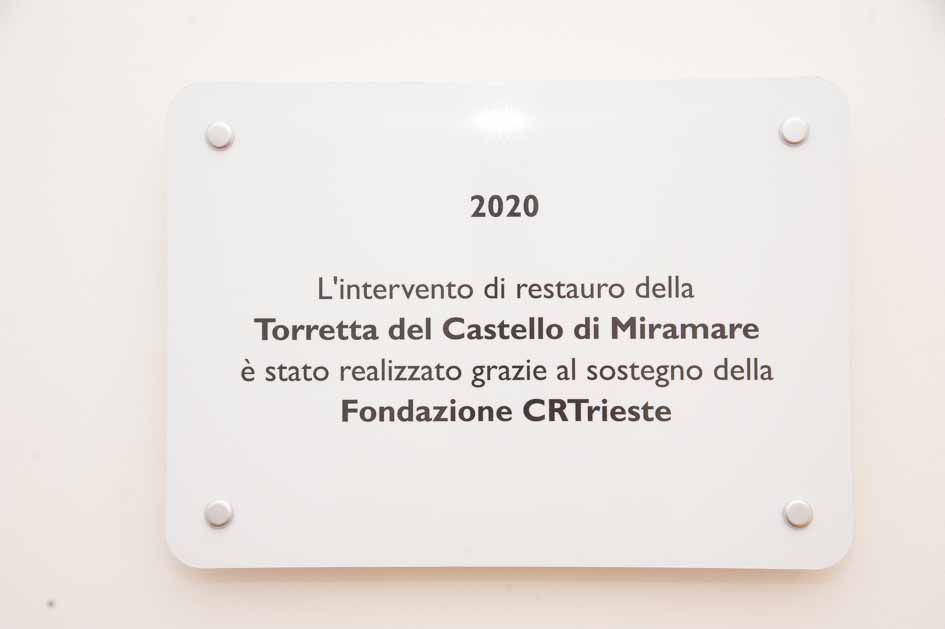 2020
L'intervento di restauro della
Torretta del Castello di Miramare
è stato realizzato grazie al sostegno della
Fondazione CRTrieste